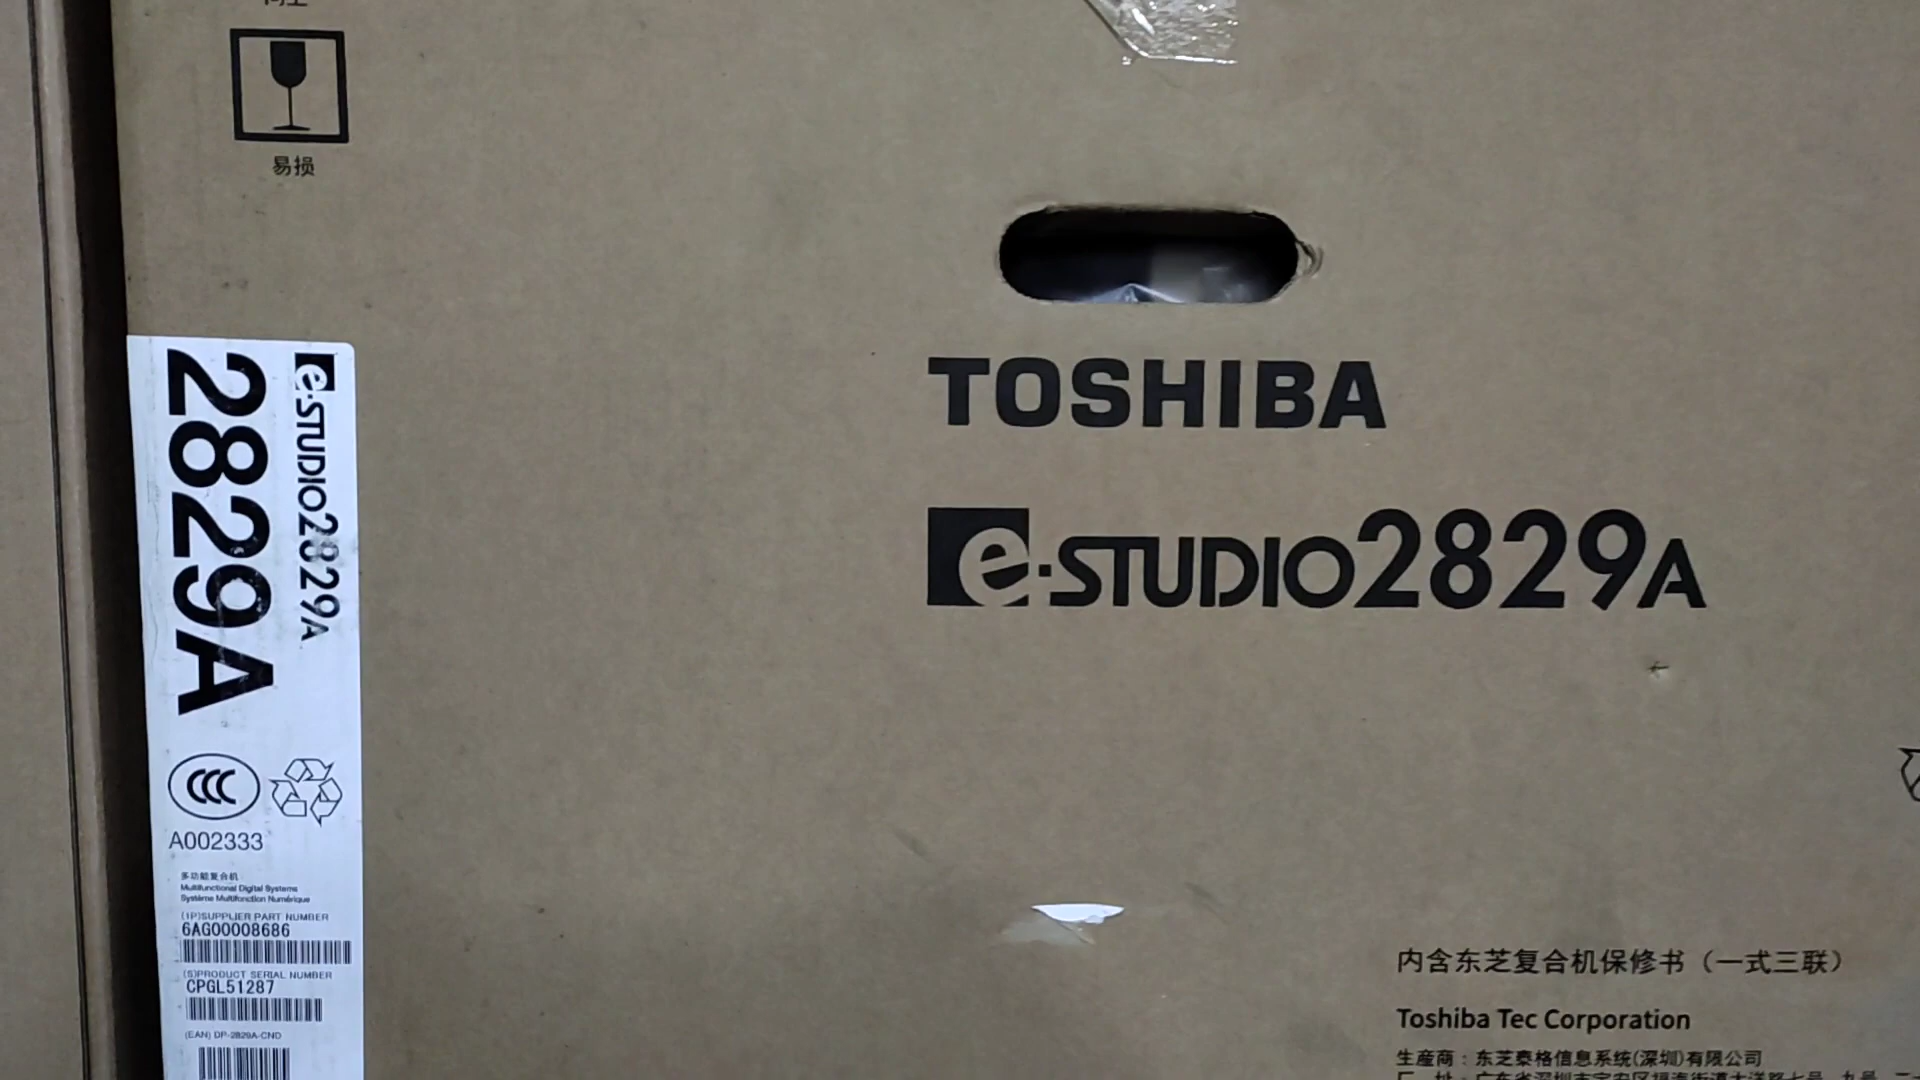 易损
TOSHIBA
e-STUDIO2829A
e-STUDIO2829A
2829A
A002333
多功能复合机
Multifunctional Digital Systems
Système Multifonction Numérique
(1P)SUPPLIER PART NUMBER
6AG00008686
(S)PRODUCT SERIAL NUMBER
CPGL51287
(EAN) DP-2829A-CND
内含东芝复合机保修书（一式三联）
Toshiba Tec Corporation
生産商：东芝泰格信息系统(深圳)有限公司